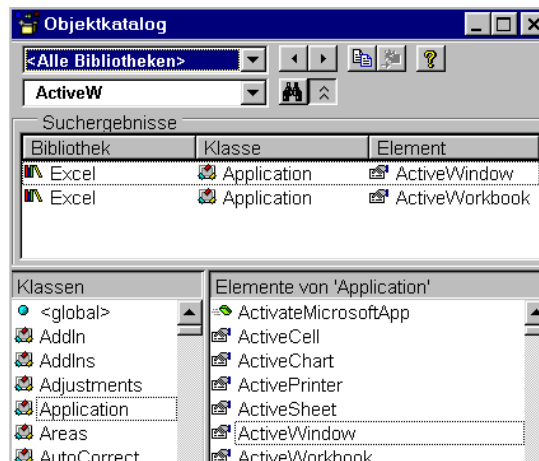 Objektkatalog
<Alle Bibliotheken>
ActiveW
Suchergebnisse
Bibliothek Klasse Element
Excel Application ActiveWindow
Excel Application ActiveWorkbook
Klassen
<global>
AddIn
AddIns
Adjustments
Application
Areas
AutoCorrect
Elemente von 'Application'
ActivateMicrosoftApp
ActiveCell
ActiveChart
ActivePrinter
ActiveSheet
ActiveWindow
ActiveWorkbook